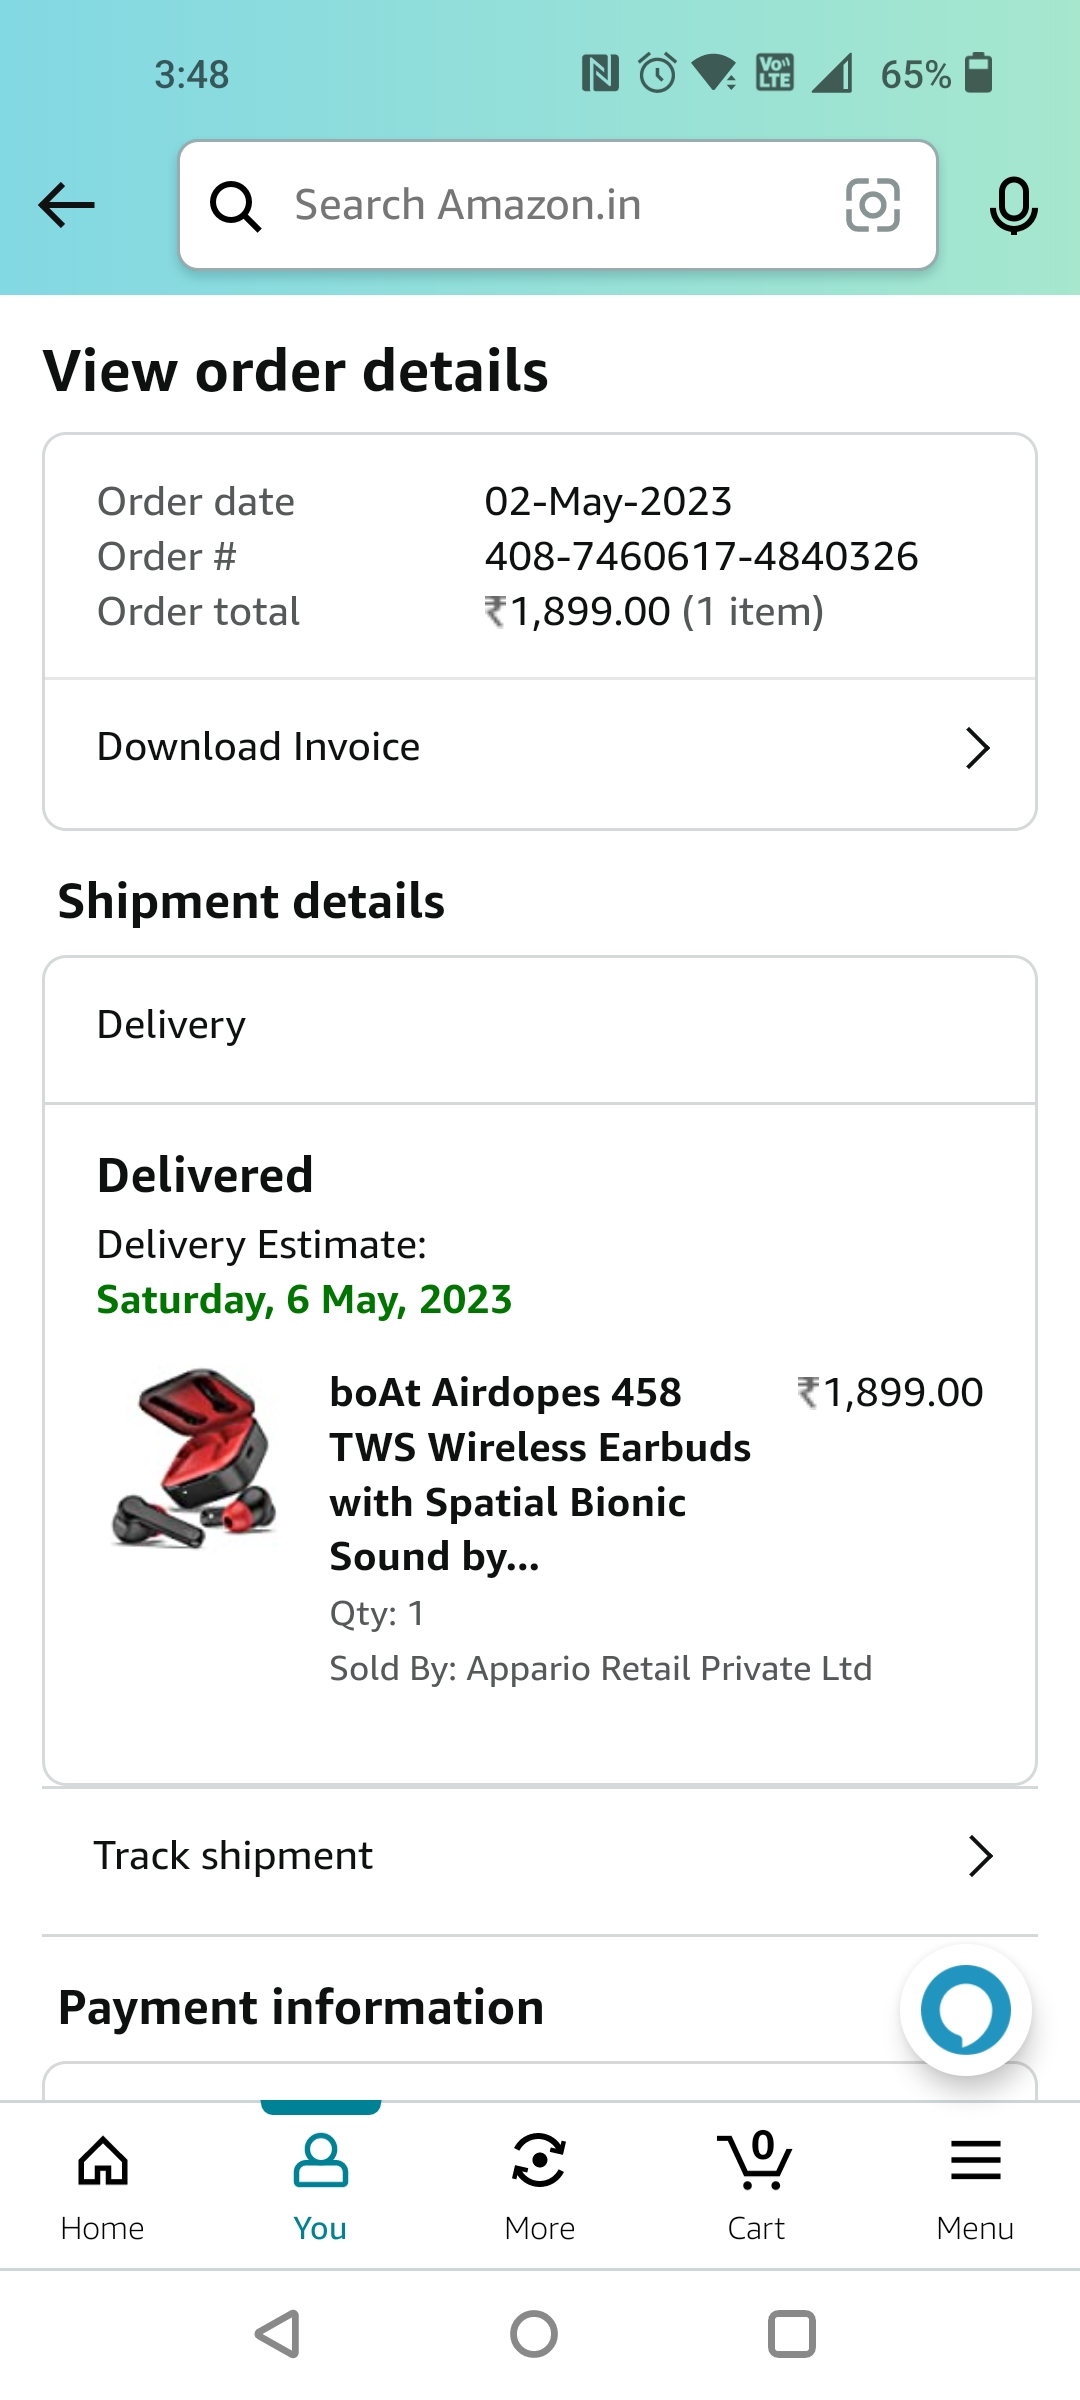 3:48 Vo LTE 65%
Search Amazon.in
View order details
Order date 02-May-2023
Order # 408-7460617-4840326
Order total ₹1,899.00 (1 item)
Download Invoice
Shipment details
Delivery
Delivered
Delivery Estimate:
Saturday, 6 May, 2023
boAt Airdopes 458 ₹1,899.00
TWS Wireless Earbuds
with Spatial Bionic
Sound by...
Qty: 1
Sold By: Appario Retail Private Ltd
Track shipment
Payment information
0
Home You More Cart Menu